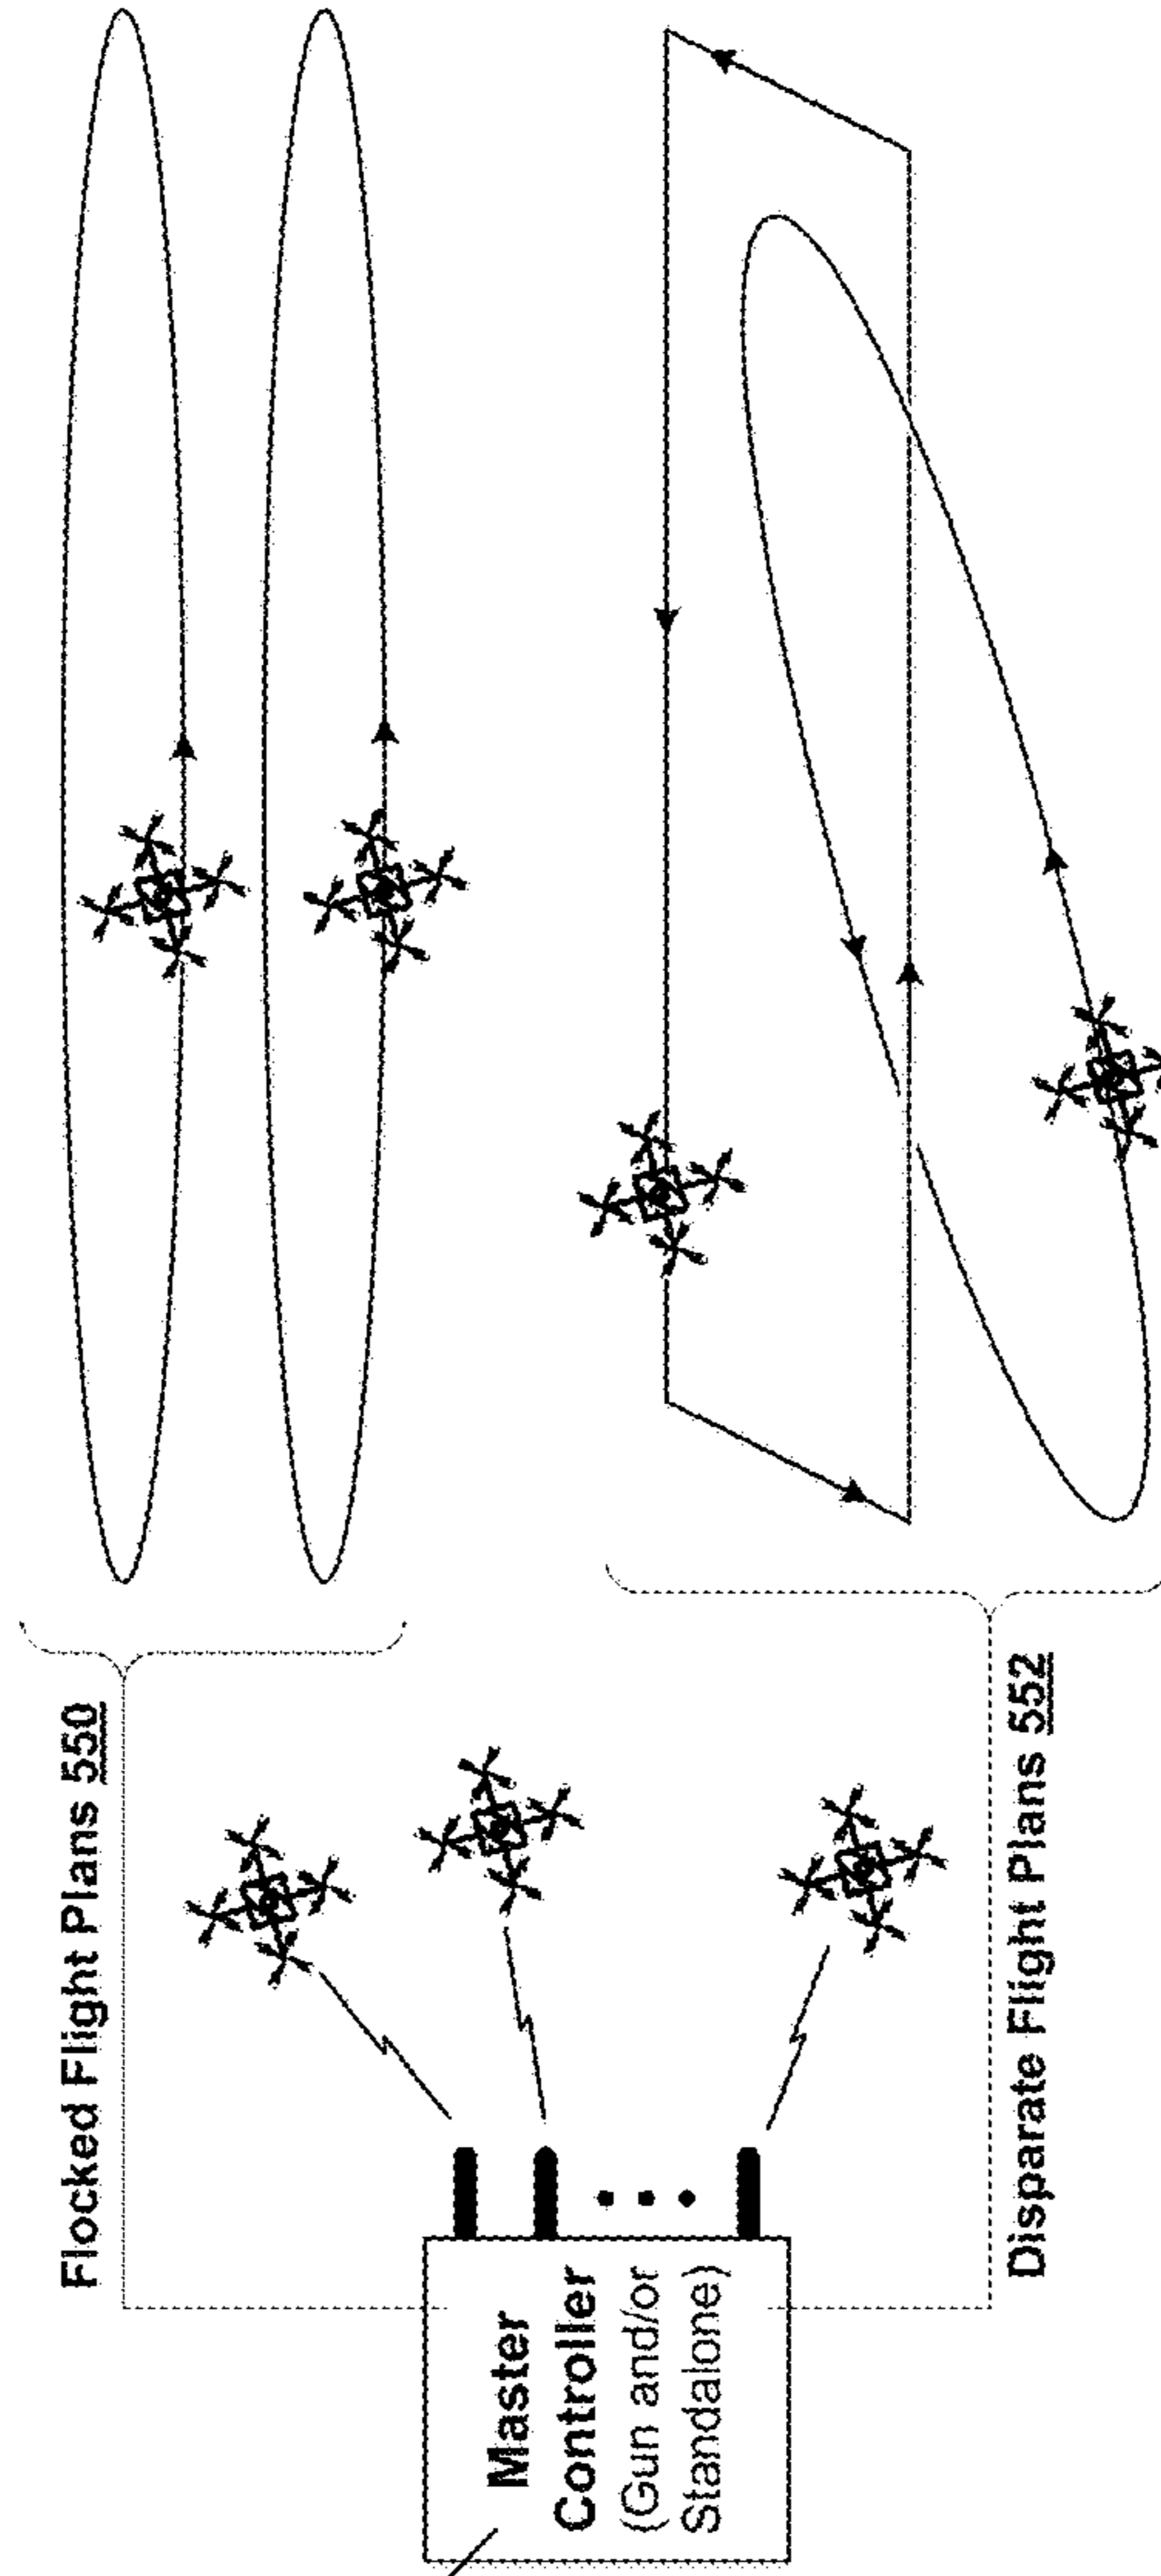 Flocked Flight Plans 550
Master
Controller
(Gun and/or
Standalone)
Disparate Flight Plans 552